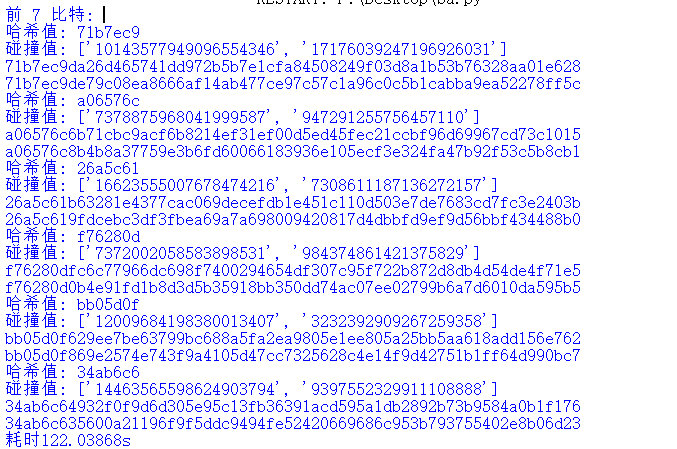 RESTART: F:\Desktop\ba.py
前 7 比特:
哈希值: 71b7ec9
碰撞值: ['10143577949096554346', '17176039247196926031']
71b7ec9da26d465741dd972b5b7e1cfa84508249f03d8a1b53b76328aa01e628
71b7ec9de79c08ea8666af14ab477ce97c57c1a96c0c5b1cabba9ea52278ff5c
哈希值: a06576c
碰撞值: ['7378875968041999587', '947291255756457110']
a06576c6b71cbc9acf6b8214ef31ef00d5ed45fec21ccbf96d69967cd73c1015
a06576c8b4b8a37759e3b6fd60066183936e105ecf3e324fa47b92f53c5b8cb1
哈希值: 26a5c61
碰撞值: ['16623555007678474216', '7308611187136272157']
26a5c61b63281e4377cac069decefdb1e451c110d503e7de7683cd7fc3e2403b
26a5c619fdcebc3df3fbea69a7a698009420817d4dbbfd9ef9d56bbf434488b0
哈希值: f76280d
碰撞值: ['7372002058583898531', '984374861421375829']
f76280dfc6c77966dc698f7400294654df307c95f722b872d8db4d54de4f71e5
f76280d0b4e91fd1b8d3d5b35918bb350dd74ac07ee02799b6a7d6010da595b5
哈希值: bb05d0f
碰撞值: ['12009684198380013407', '3232392909267259358']
bb05d0f629ee7be63799bc688a5fa2ea9805e1ee805a25bb5aa618add156e762
bb05d0f869e2574e743f9a4105d47cc7325628c4e14f9d42751b1ff64d990bc7
哈希值: 34ab6c6
碰撞值: ['14463565598624903794', '9397552329911108888']
34ab6c64932f0f9d6d305e95c13fb36391acd595a1db2892b73b9584a0b1f176
34ab6c635600a21196f9f5ddc9494fe52420669686c953b793755402e8b06d23
耗时122.03868s